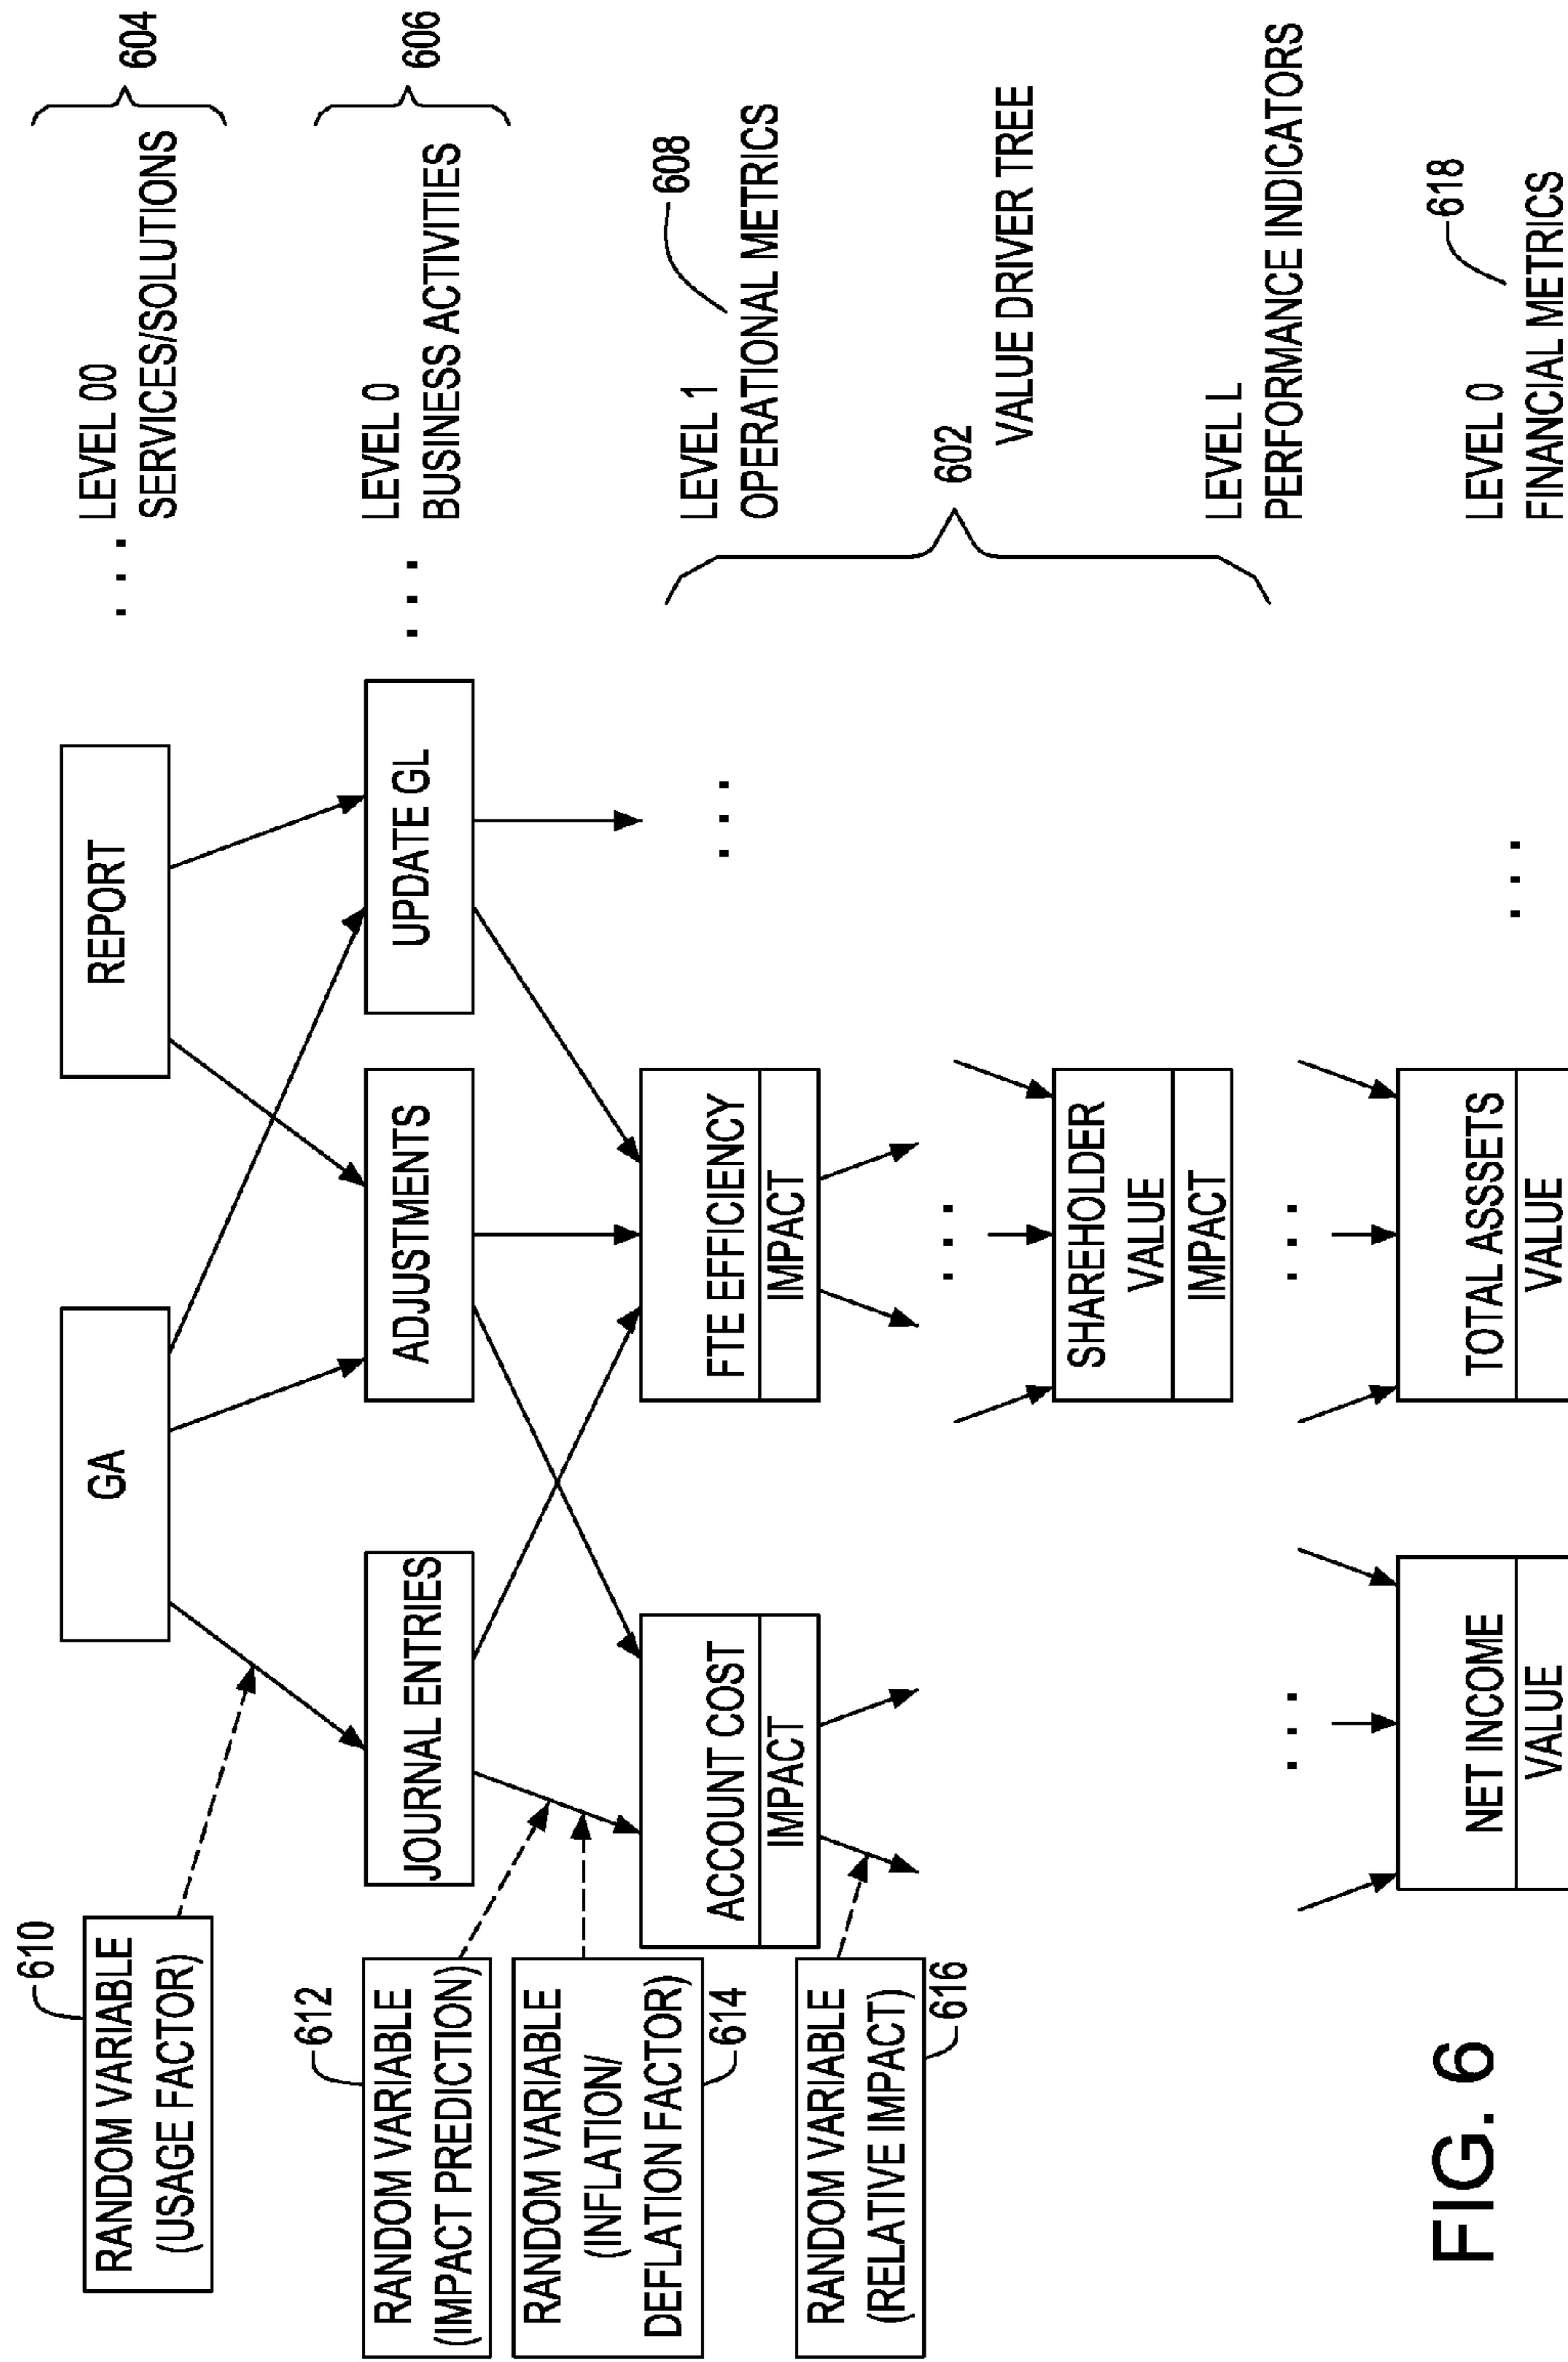 610
RANDOM VARIABLE
(USAGE FACTOR)
GA
REPORT
. . .
LEVEL 00
SERVICES/SOLUTIONS
604
612
RANDOM VARIABLE
(IMPACT PREDICTION)
JOURNAL ENTRIES
ADJUSTMENTS
UPDATE GL
. . .
LEVEL 0
BUSINESS ACTIVITIES
606
RANDOM VARIABLE
(INFLATION/
DEFLATION FACTOR)
614
ACCOUNT COST
IMPACT
FTE EFFICIENCY
IMPACT
. . .
LEVEL 1
OPERATIONAL METRICS
608
RANDOM VARIABLE
(RELATIVE IMPACT)
616
. . .
602
VALUE DRIVER TREE
SHAREHOLDER
VALUE
IMPACT
LEVEL L
PERFORMANCE INDICATORS
. . .
. . .
NET INCOME
VALUE
TOTAL ASSSETS
VALUE
. . .
LEVEL 0
FINANCIAL METRICS
618
FIG. 6